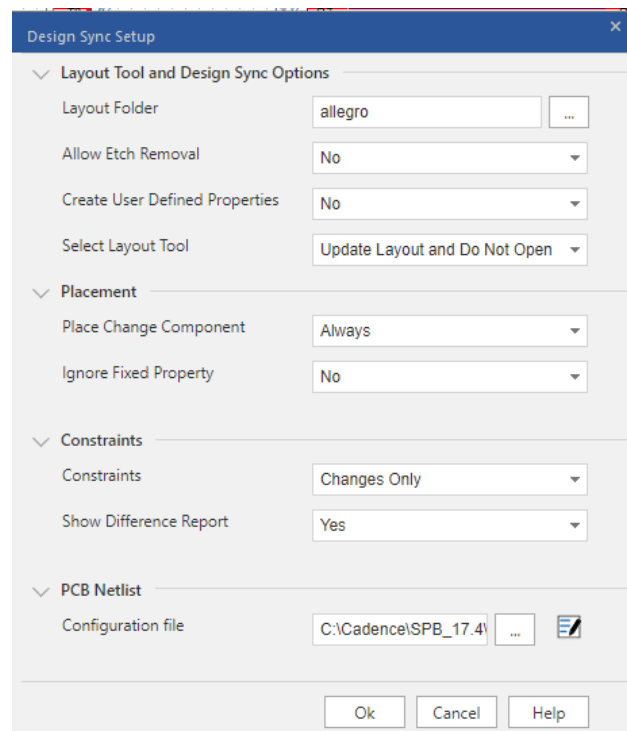 Design Sync Setup
Layout Tool and Design Sync Options
Layout Folder
allegro
...
Allow Etch Removal
No
Create User Defined Properties
No
Select Layout Tool
Update Layout and Do Not Open
Placement
Place Change Component
Always
Ignore Fixed Property
No
Constraints
Constraints
Changes Only
Show Difference Report
Yes
PCB Netlist
Configuration file
C:\Cadence\SPB_17.4\
...
Ok
Cancel
Help